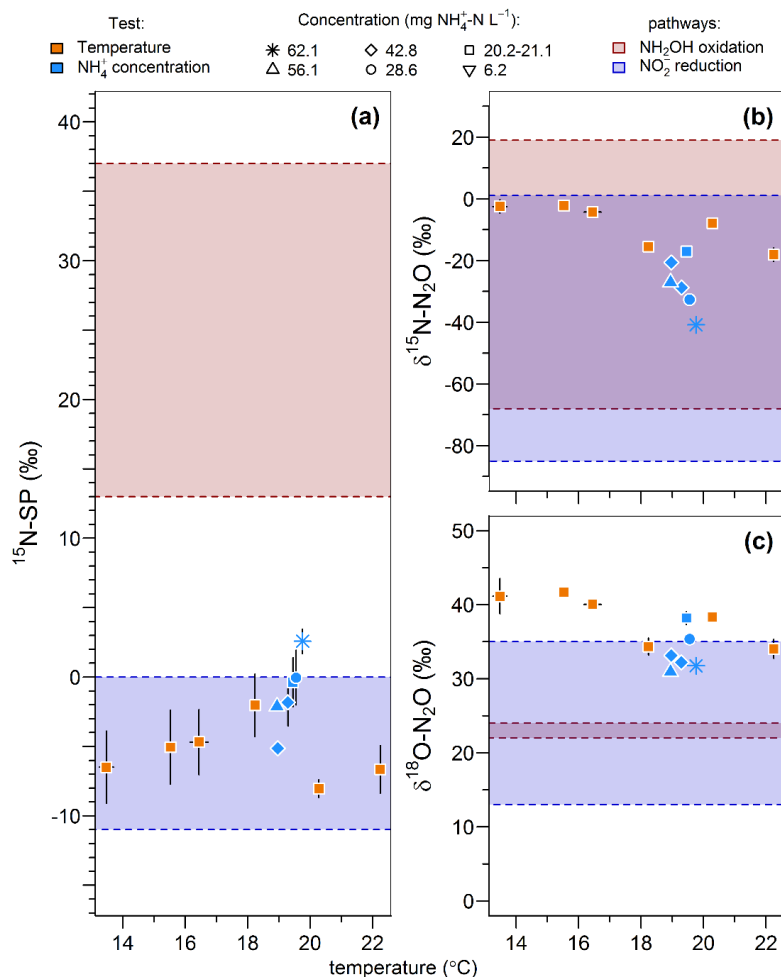 Test: Concentration (mg NH₄⁺-N L⁻¹): pathways:
Temperature 62.1 42.8 20.2-21.1 NH₂OH oxidation
NH₄⁺ concentration 56.1 28.6 6.2 NO₂⁻ reduction
(a)
40
30
20
10
0
-10
¹⁵N-SP (‰)
14 16 18 20 22
(b)
20
0
-20
-40
-60
-80
δ¹⁵N-N₂O (‰)
(c)
50
40
30
20
10
0
δ¹⁸O-N₂O (‰)
14 16 18 20 22
temperature (°C)